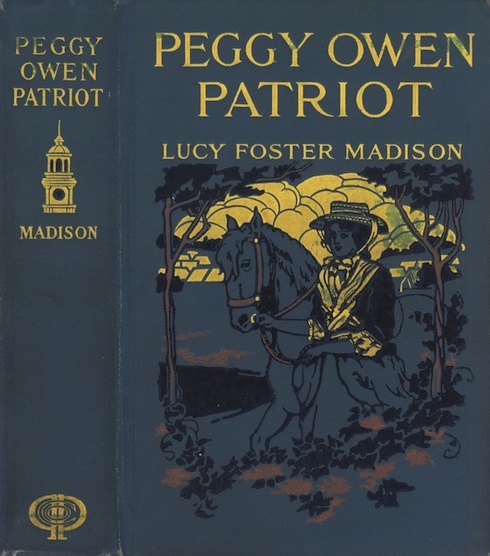 PEGGY
OWEN
PATRIOT
MADISON
PEGGY OWEN
PATRIOT
LUCY FOSTER MADISON